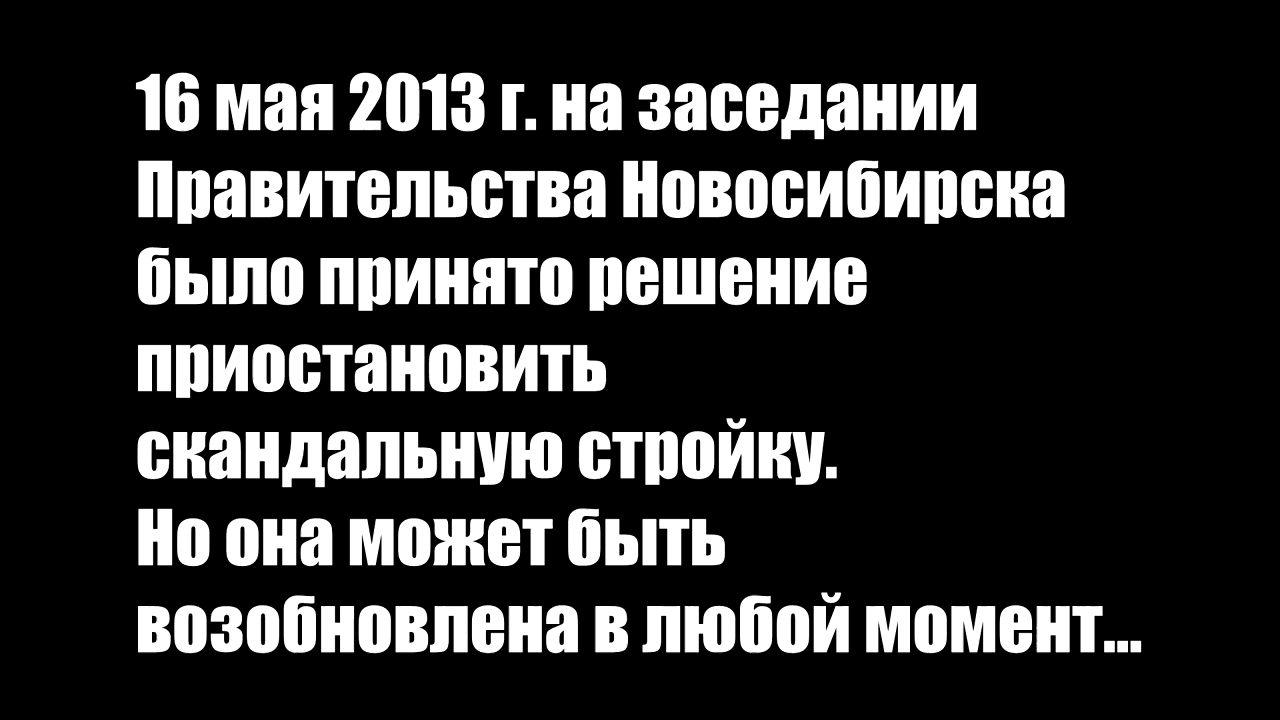 16 мая 2013 г. на заседании
Правительства Новосибирска
было принято решение
приостановить
скандальную стройку.
Но она может быть
возобновлена в любой момент...